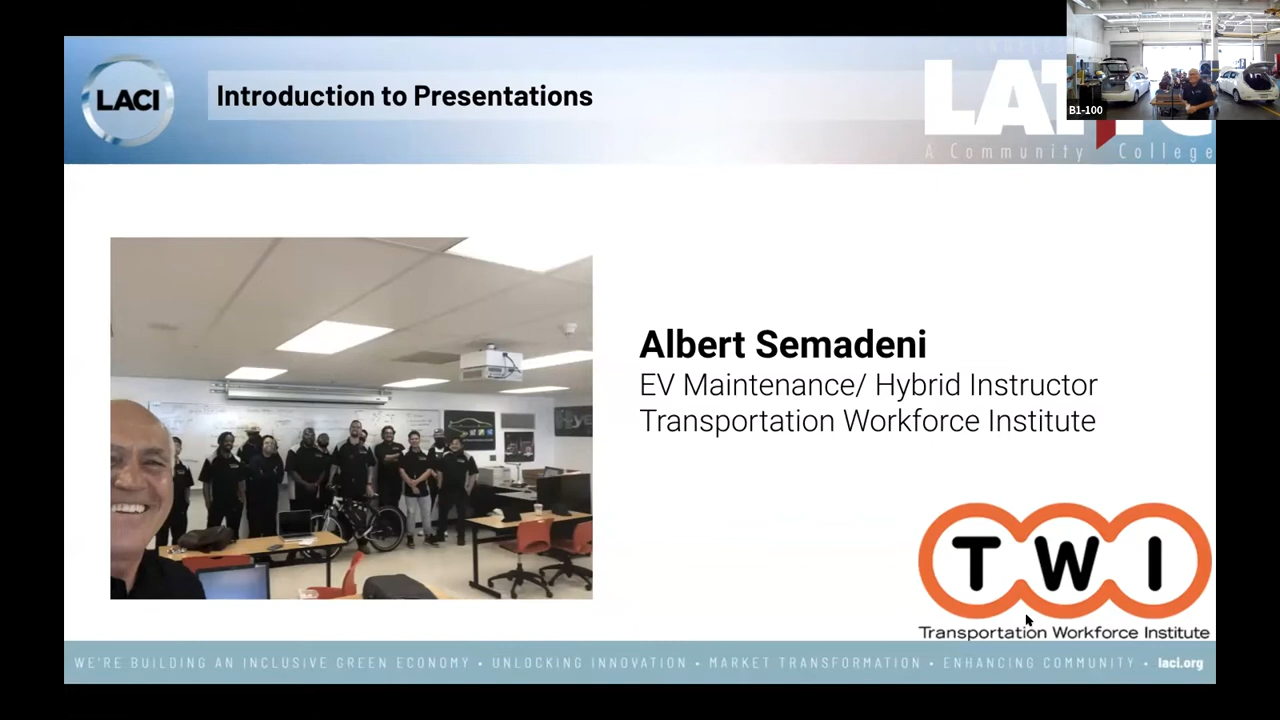 LACI
Introduction to Presentations
A Community College
B1-100
Albert Semadeni
EV Maintenance/ Hybrid Instructor
Transportation Workforce Institute
TWI
Transportation Workforce Institute
WE'RE BUILDING AN INCLUSIVE GREEN ECONOMY • UNLOCKING INNOVATION • MARKET TRANSFORMATION • ENHANCING COMMUNITY • laci.org